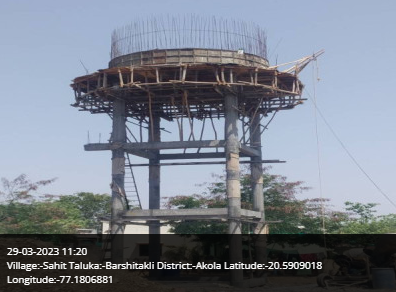 29-03-2023 11:20
Village:-Sahit Taluka:-Barshitakli District:-Akola Latitude:-20.5909018
Longitude:-77.1806881